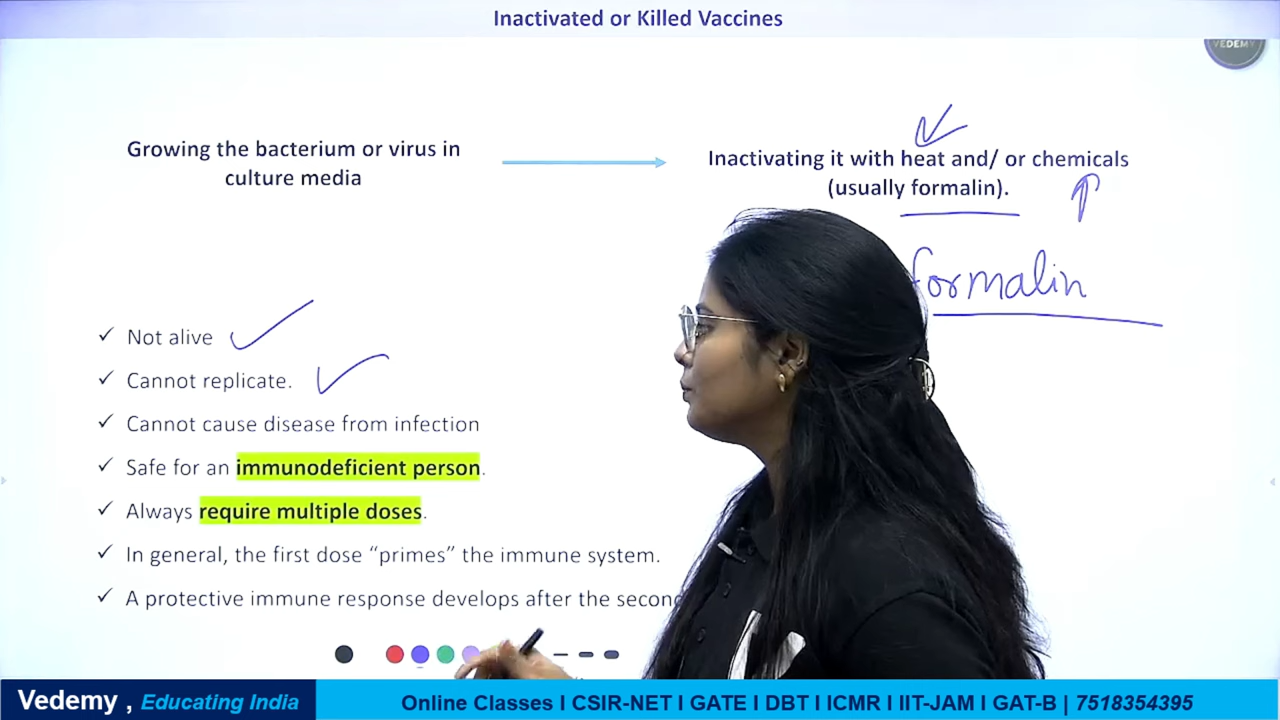 Inactivated or Killed Vaccines
VEDEMY
Growing the bacterium or virus in
culture media
Inactivating it with heat and/ or chemicals
(usually formalin).
formalin
✓ Not alive
✓ Cannot replicate.
✓ Cannot cause disease from infection
✓ Safe for an immunodeficient person.
✓ Always require multiple doses.
✓ In general, the first dose “primes” the immune system.
✓ A protective immune response develops after the second
Vedemy , Educating India
Online Classes I CSIR-NET I GATE I DBT I ICMR I IIT-JAM I GAT-B | 7518354395